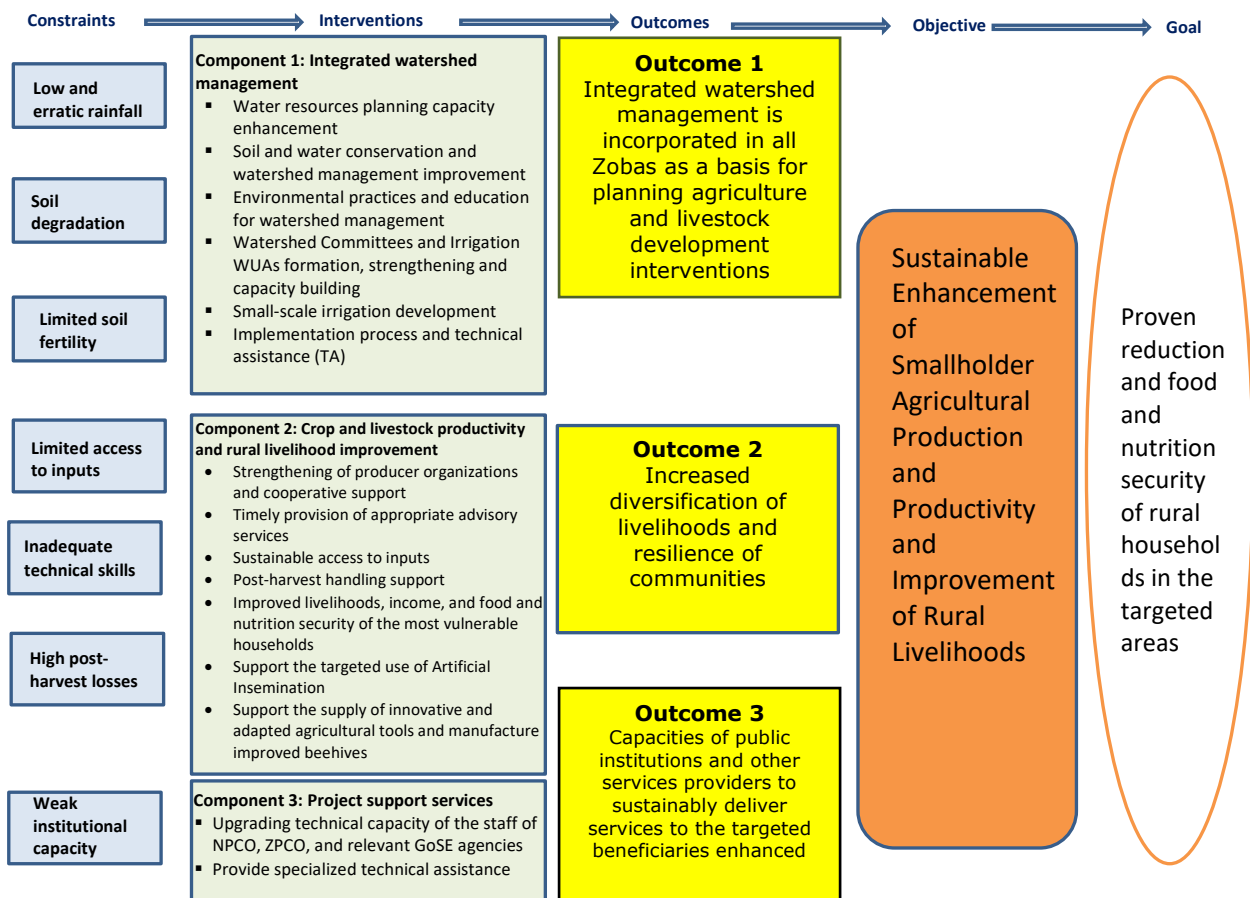 Constraints
Interventions
Outcomes
Objective
Goal
Low and
erratic rainfall
Soil
degradation
Limited soil
fertility
Limited access
to inputs
Inadequate
technical skills
High post-
harvest losses
Weak
institutional
capacity
Component 1: Integrated watershed
management
▪ Water resources planning capacity
enhancement
▪ Soil and water conservation and
watershed management improvement
▪ Environmental practices and education
for watershed management
▪ Watershed Committees and Irrigation
WUAs formation, strengthening and
capacity building
▪ Small-scale irrigation development
▪ Implementation process and technical
assistance (TA)
Component 2: Crop and livestock productivity
and rural livelihood improvement
• Strengthening of producer organizations
and cooperative support
• Timely provision of appropriate advisory
services
• Sustainable access to inputs
• Post-harvest handling support
• Improved livelihoods, income, and food and
nutrition security of the most vulnerable
households
• Support the targeted use of Artificial
Insemination
• Support the supply of innovative and
adapted agricultural tools and manufacture
improved beehives
Component 3: Project support services
▪ Upgrading technical capacity of the staff of
NPCO, ZPCO, and relevant GoSE agencies
▪ Provide specialized technical assistance
Outcome 1
Integrated watershed
management is
incorporated in all
Zobas as a basis for
planning agriculture
and livestock
development
interventions
Outcome 2
Increased
diversification of
livelihoods and
resilience of
communities
Outcome 3
Capacities of public
institutions and other
services providers to
sustainably deliver
services to the targeted
beneficiaries enhanced
Sustainable
Enhancement
of
Smallholder
Agricultural
Production
and
Productivity
and
Improvement
of Rural
Livelihoods
Proven
reduction
and food
and
nutrition
security
of rural
househol
ds in the
targeted
areas